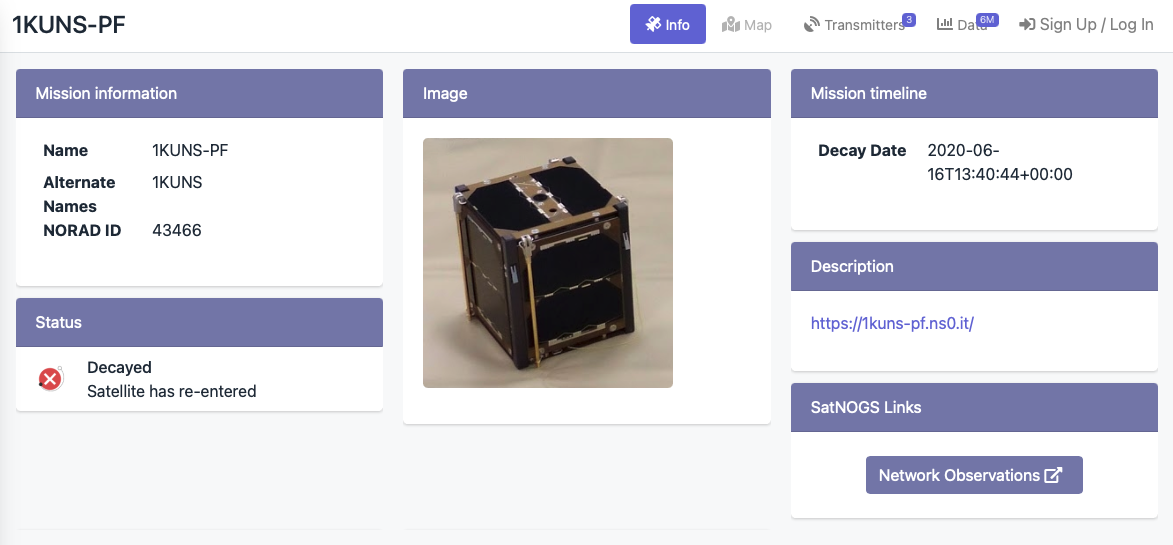 1KUNS-PF
Info
Map
Transmitters 3
Data 6M
Sign Up / Log In
Mission information
Name 1KUNS-PF
Alternate 1KUNS
Names
NORAD ID 43466
Status
Decayed
Satellite has re-entered
Image
Mission timeline
Decay Date 2020-06-
16T13:40:44+00:00
Description
https://1kuns-pf.ns0.it/
SatNOGS Links
Network Observations